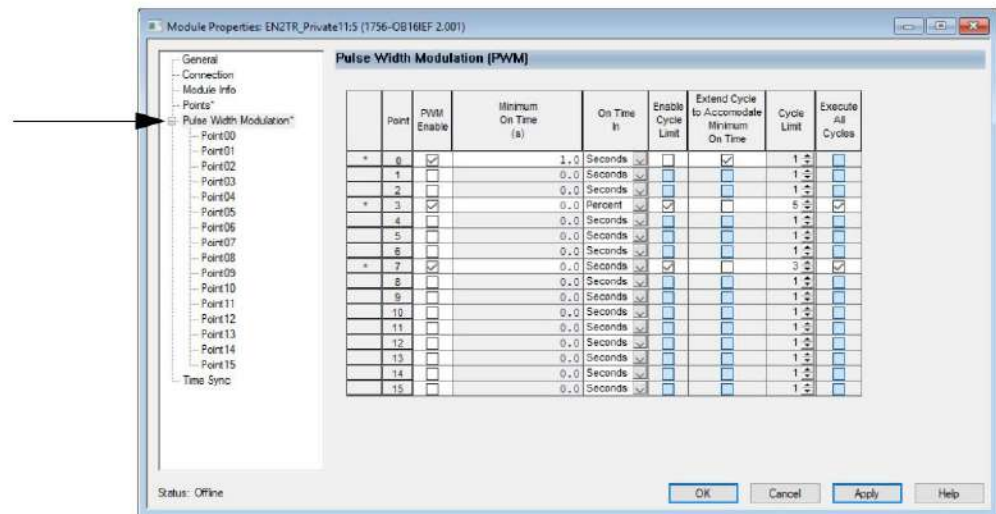 Module Properties: EN2TR_Private11:5 (1756-OB16IEF 2.001)
General
Connection
Module Info
Points*
Pulse Width Modulation*
Point00
Point01
Point02
Point03
Point04
Point05
Point06
Point07
Point08
Point09
Point10
Point11
Point12
Point13
Point14
Point15
Time Sync
Pulse Width Modulation (PWM)
Point PWM Enable Minimum On Time (s) On Time In Enable Cycle Limit Extend Cycle to Accomodate Minimum On Time Cycle Limit Execute All Cycles
* 0 1.0 Seconds 1
1 0.0 Seconds 1
2 0.0 Seconds 1
* 3 0.0 Percent 5
4 0.0 Seconds 1
5 0.0 Seconds 1
6 0.0 Seconds 1
* 7 0.0 Seconds 3
8 0.0 Seconds 1
9 0.0 Seconds 1
10 0.0 Seconds 1
11 0.0 Seconds 1
12 0.0 Seconds 1
13 0.0 Seconds 1
14 0.0 Seconds 1
15 0.0 Seconds 1
Status: Offline
OK Cancel Apply Help